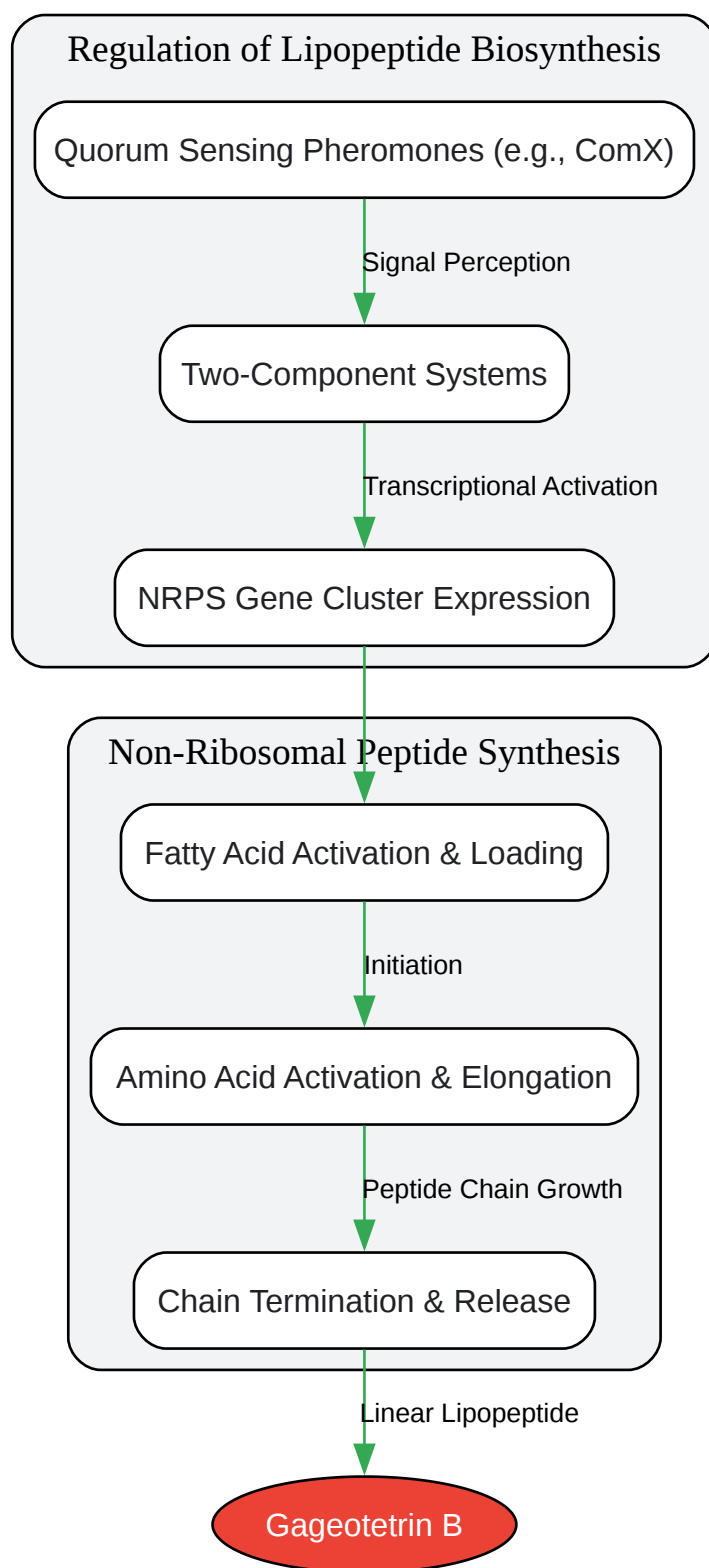 Regulation of Lipopeptide Biosynthesis
Quorum Sensing Pheromones (e.g., ComX)
Signal Perception
Two-Component Systems
Transcriptional Activation
NRPS Gene Cluster Expression
Non-Ribosomal Peptide Synthesis
Fatty Acid Activation & Loading
Initiation
Amino Acid Activation & Elongation
Peptide Chain Growth
Chain Termination & Release
Linear Lipopeptide
Gageotetrin B